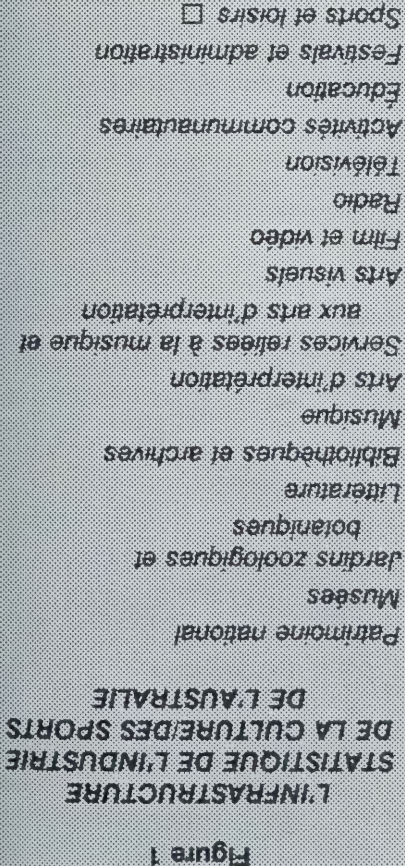 Figure 1
L'INFRASTRUCTURE
STATISTIQUE DE L'INDUSTRIE
DE LA CULTURE/DES SPORTS
DE L'AUSTRALIE
Patrimoine national
Musées
Jardins zoologiques et
botaniques
Littérature
Bibliothèques et archives
Musique
Arts d'interprétation
Services reliées à la musique et
aux arts d'interprétation
Arts visuels
Film et vidéo
Radio
Télévision
Activités communautaires
Éducation
Festivals et administration
Sports et loisirs □